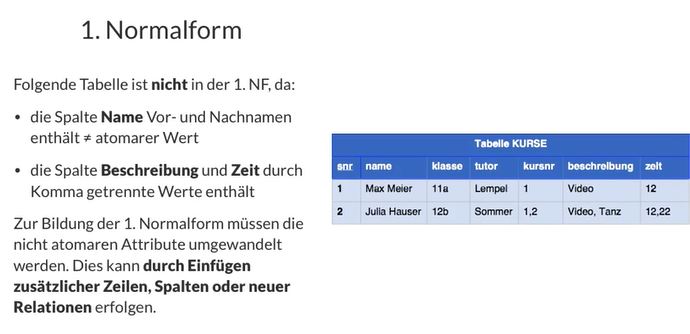 1. Normalform
Folgende Tabelle ist nicht in der 1. NF, da:
• die Spalte Name Vor- und Nachnamen
enthält ≠ atomarer Wert
• die Spalte Beschreibung und Zeit durch
Komma getrennte Werte enthält
Zur Bildung der 1. Normalform müssen die
nicht atomaren Attribute umgewandelt
werden. Dies kann durch Einfügen
zusätzlicher Zeilen, Spalten oder neuer
Relationen erfolgen.
Tabelle KURSE
snr name klasse tutor kursnr beschreibung zeit
1 Max Meier 11a Lempel 1 Video 12
2 Julia Hauser 12b Sommer 1,2 Video, Tanz 12,22